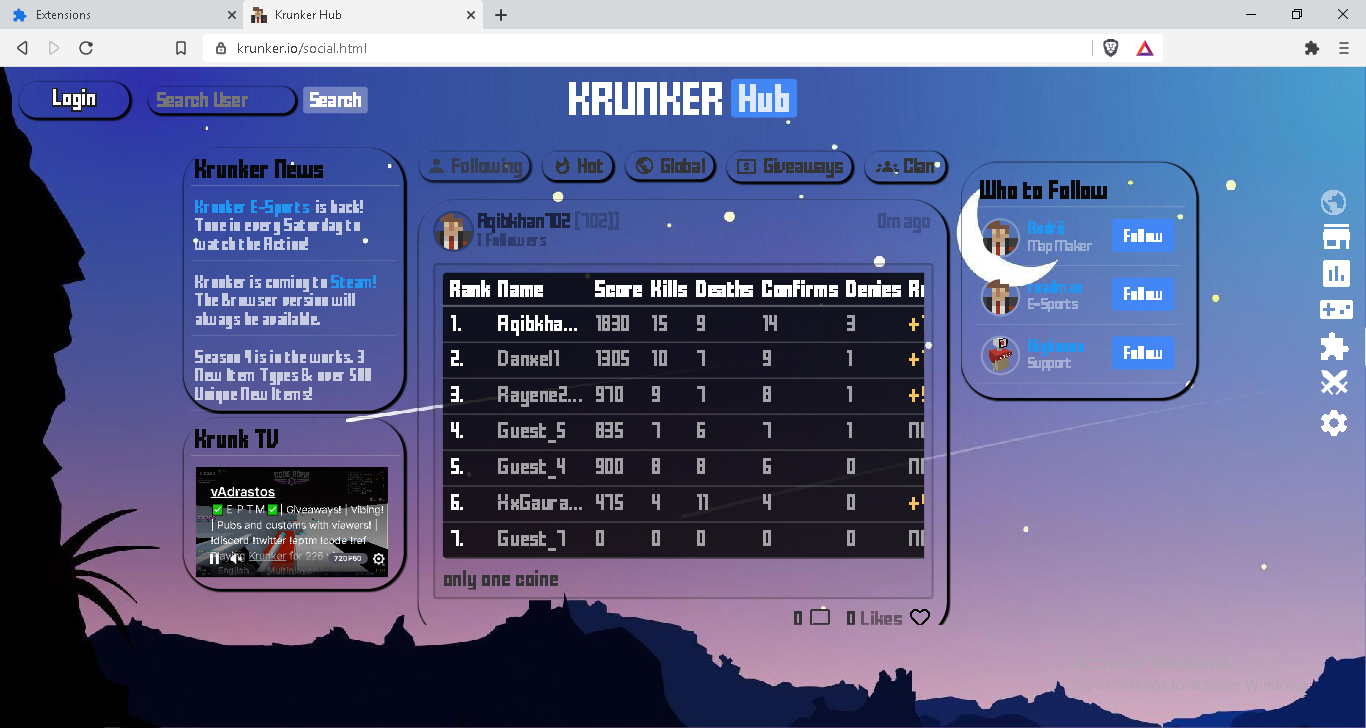 Extensions
Krunker Hub
krunker.io/social.html
Login
Search User
Search
KRUNKER Hub
Krunker News
Krunker E-Sports is back!
Tune in every Saturday to
watch the Action!
Krunker is coming to Steam!
The Browser version will
always be available.
Season 4 is in the works. 3
New Item Types & over 500
Unique New Items!
Krunk TV
vAdrastos
✅ E P T M ✅ | Giveaways! | Vibing!
| Pubs and customs with viewers! |
!discord !twitter !eptm !code !ref
Playing Krunker for 226
720P60
English Multiplayer
Following
Hot
Global
Giveaways
Clan
Aqibkhan702 [702]]
0m ago
1 Followers
Rank Name Score Kills Deaths Confirms Denies
1. Aqibkha... 1830 15 9 14 3
2. Danxel1 1305 10 7 9 1
3. Rayene2... 970 9 7 8 1
4. Guest_5 835 7 6 7 1
5. Guest_4 900 8 8 6 0
6. XxGaura... 475 4 11 4 0
7. Guest_7 0 0 0 0 0
only one coine
0 0 Likes
Who to Follow
Map Maker
Follow
E-Sports
Follow
Support
Follow
Activate Windows
Go to Settings to activate Windows.